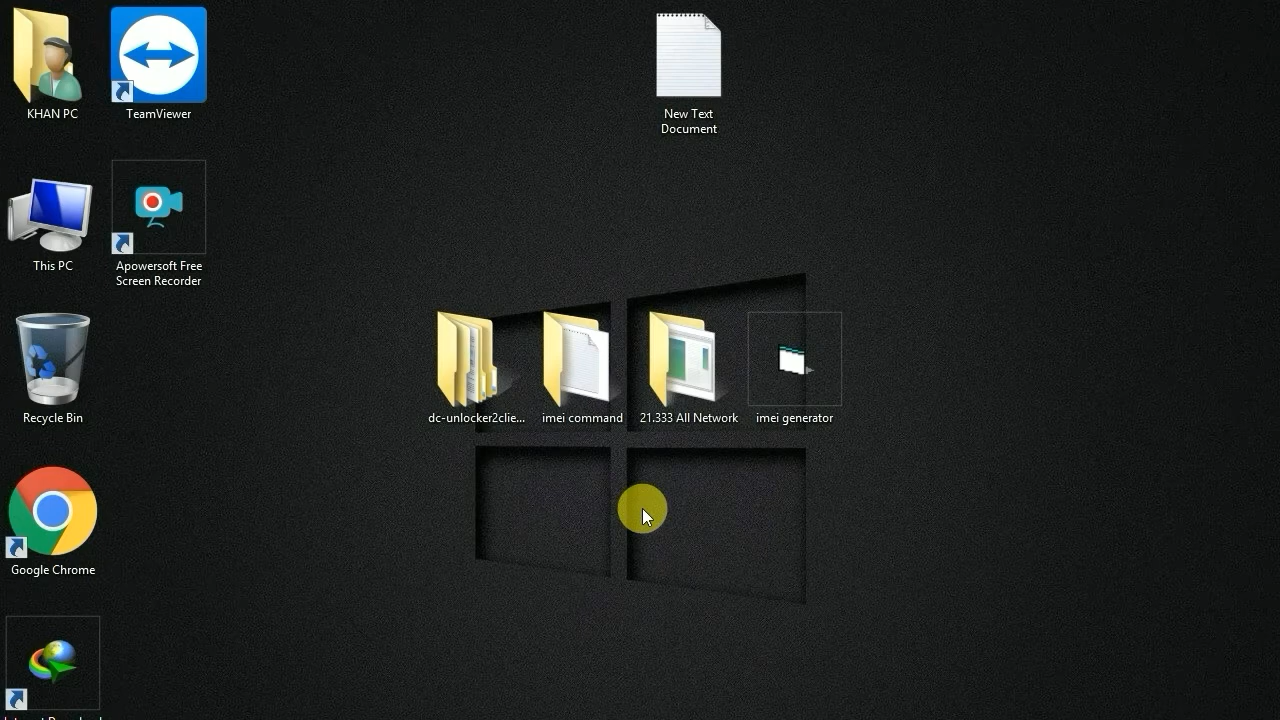 KHAN PC
TeamViewer
New Text
Document
This PC
Apowersoft Free
Screen Recorder
Recycle Bin
dc-unlocker2clie...
imei command
21.333 All Network
imei generator
Google Chrome